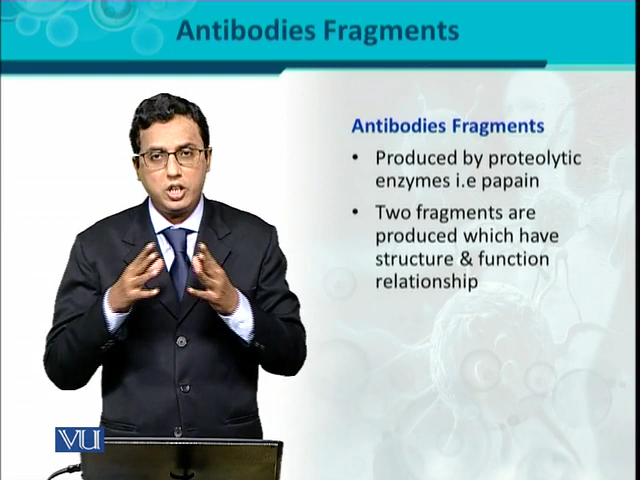 Antibodies Fragments
Antibodies Fragments
• Produced by proteolytic
enzymes i.e papain
• Two fragments are
produced which have
structure & function
relationship
VU